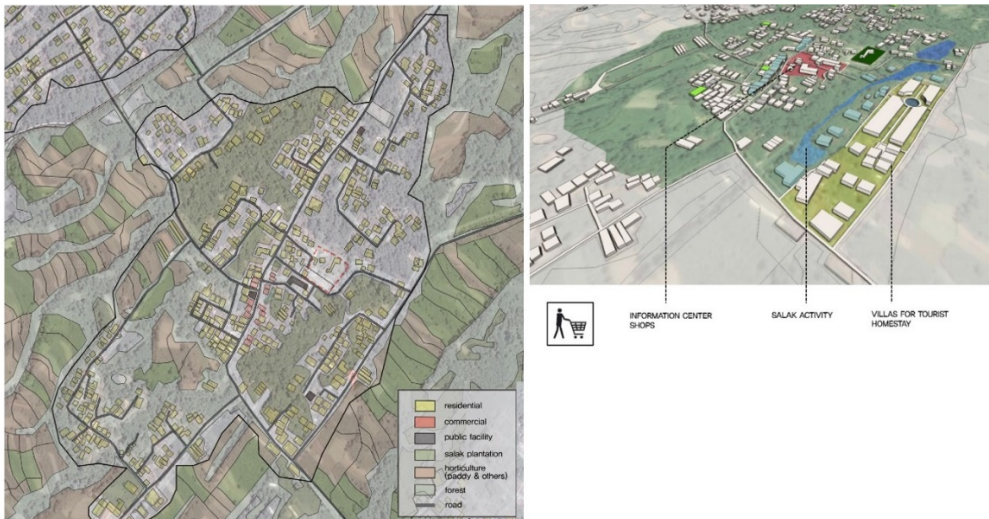 residential
commercial
public facility
salak plantation
horticulture
(paddy & others)
forest
road
INFORMATION CENTER
SHOPS
SALAK ACTIVITY
VILLAS FOR TOURIST
HOMESTAY